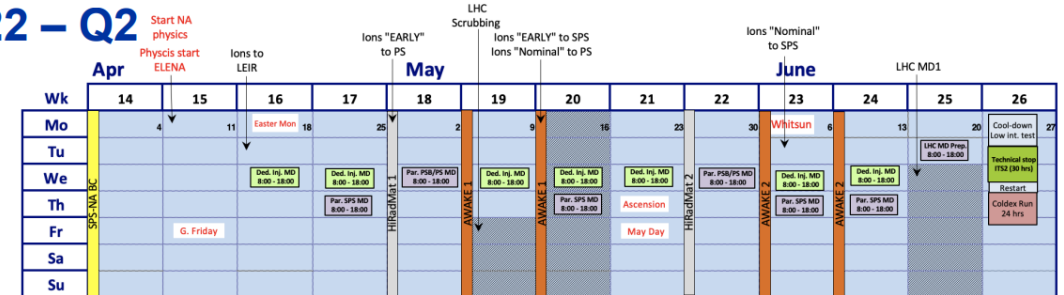 22 – Q2
Start NA
physics
Physcis start
ELENA
Ions to
LEIR
Ions "EARLY"
to PS
LHC
Scrubbing
Ions "EARLY" to SPS
Ions "Nominal" to PS
Ions "Nominal"
to SPS
LHC MD1
Apr
May
June
Wk 14 15 16 17 18 19 20 21 22 23 24 25 26
Mo 4 11 Easter Mon 18 25 2 9 16 23 30 Whitsun 6 13 20 27
Tu
We
Th
Fr
Sa
Su
SPS-NA BC
G. Friday
Ded. Inj. MD
8:00 - 18:00
Ded. Inj. MD
8:00 - 18:00
Par. SPS MD
8:00 - 18:00
HiRadMat 1
Par. PSB/PS MD
8:00 - 18:00
AWAKE 1
Ded. Inj. MD
8:00 - 18:00
AWAKE 1
Ded. Inj. MD
8:00 - 18:00
Par. SPS MD
8:00 - 18:00
Ded. Inj. MD
8:00 - 18:00
Ascension
May Day
HiRadMat 2
Par. PSB/PS MD
8:00 - 18:00
AWAKE 2
Ded. Inj. MD
8:00 - 18:00
Par. SPS MD
8:00 - 18:00
AWAKE 2
Ded. Inj. MD
8:00 - 18:00
Par. SPS MD
8:00 - 18:00
LHC MD Prep.
8:00 - 18:00
Cool-down
Low int. test
Technical stop
ITS2 (30 hrs)
Restart
Coldex Run
24 hrs